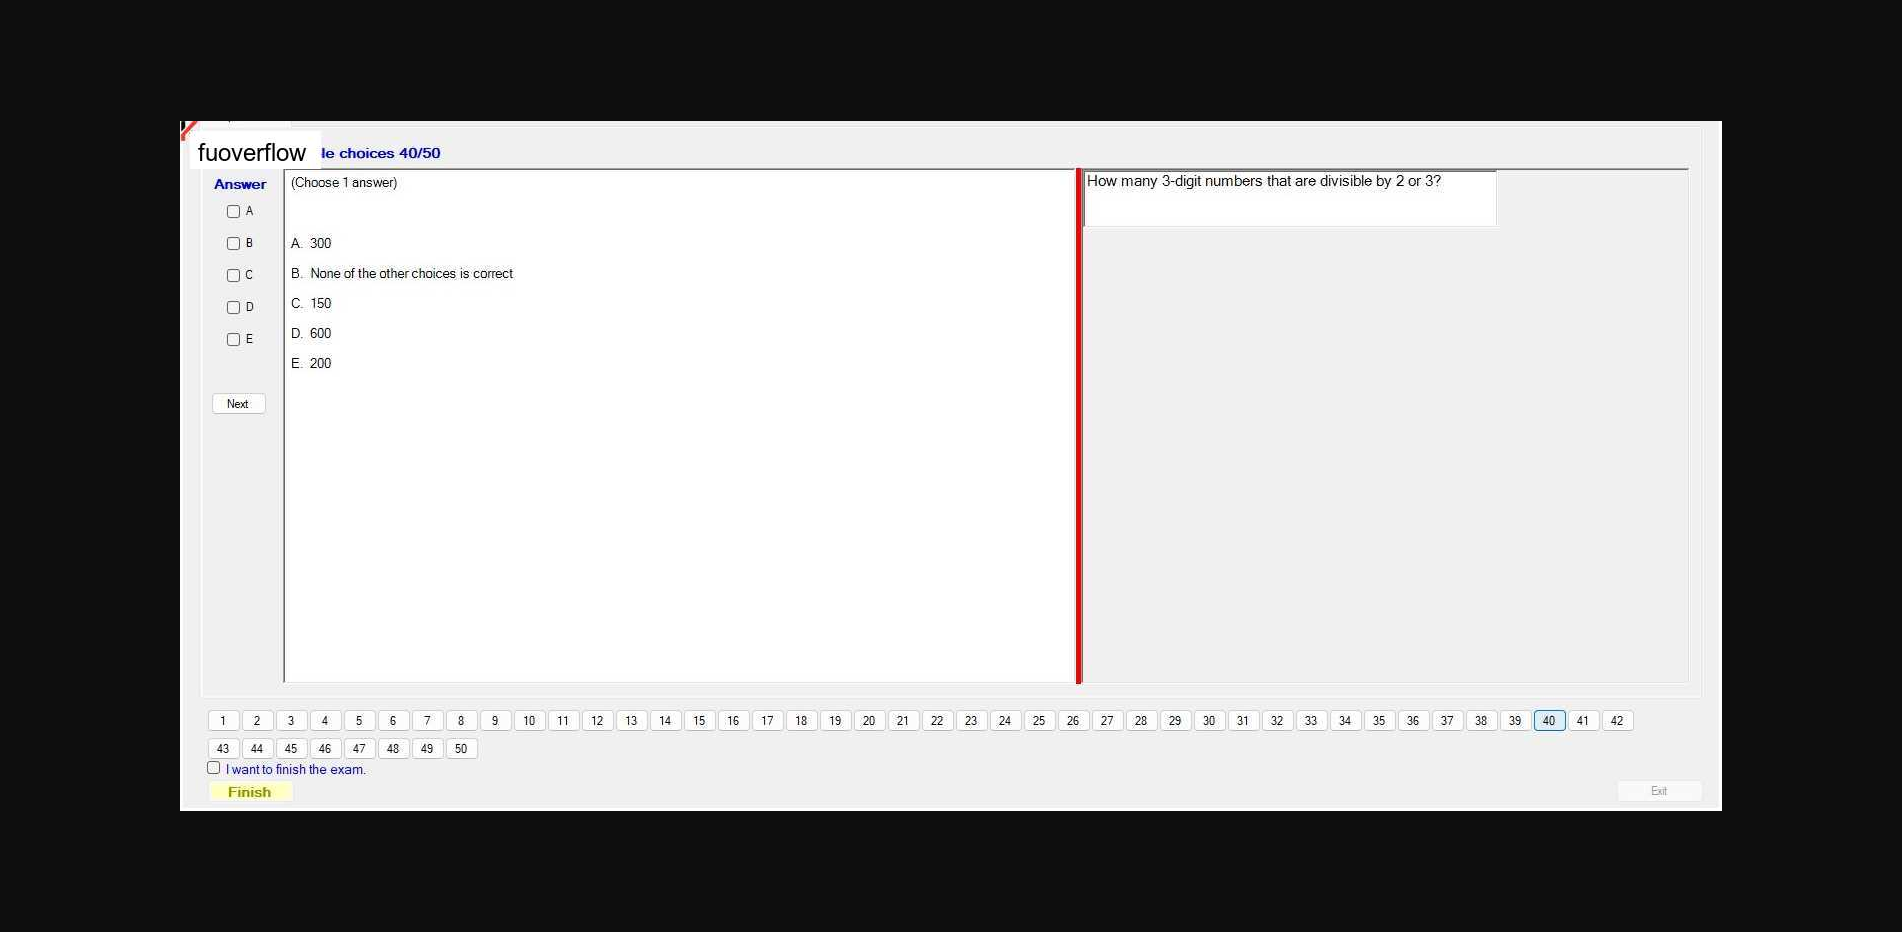 fuoverflow le choices 40/50
Answer
A
B
C
D
E
Next
(Choose 1 answer)
A. 300
B. None of the other choices is correct
C. 150
D. 600
E. 200
How many 3-digit numbers that are divisible by 2 or 3?
1 2 3 4 5 6 7 8 9 10 11 12 13 14 15 16 17 18 19 20 21 22 23 24 25 26 27 28 29 30 31 32 33 34 35 36 37 38 39 40 41 42
43 44 45 46 47 48 49 50
I want to finish the exam.
Finish
Exit